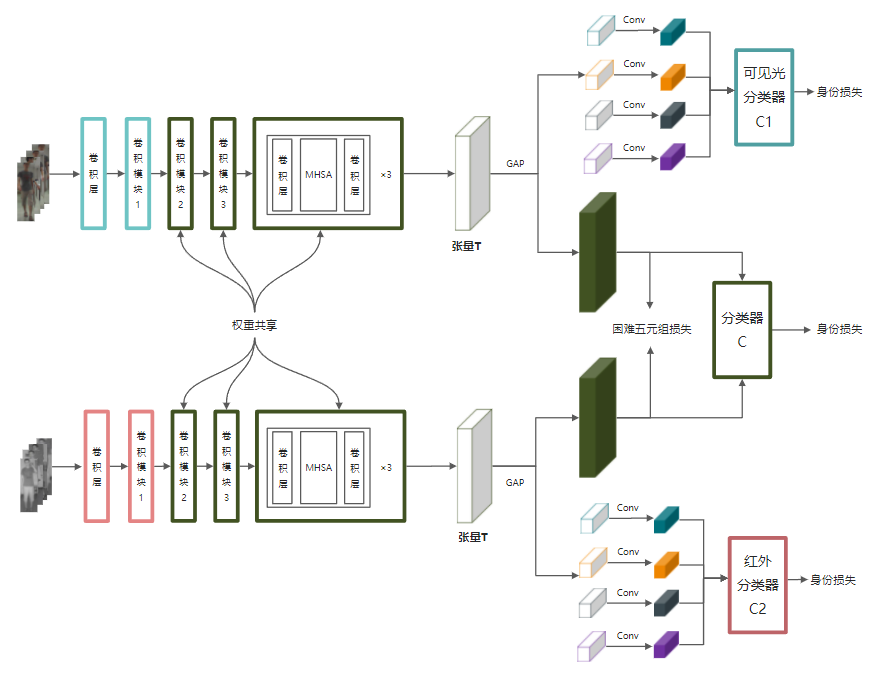 Conv
Conv
Conv
Conv
可见光
分类器
C1
身份损失
卷积层
卷积模块1
卷积模块2
卷积模块3
卷积层
MHSA
卷积层
×3
张量T
GAP
权重共享
困难五元组损失
分类器
C
身份损失
卷积层
卷积模块1
卷积模块2
卷积模块3
卷积层
MHSA
卷积层
×3
张量T
GAP
Conv
Conv
Conv
Conv
红外
分类器
C2
身份损失